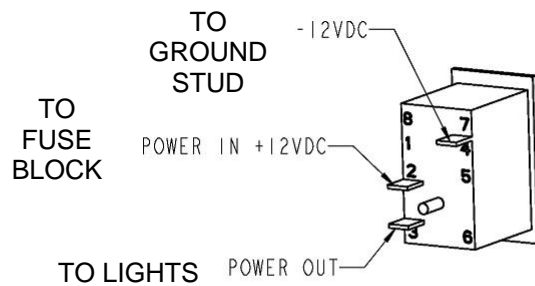 TO
GROUND
STUD
-12VDC
TO
FUSE
BLOCK
POWER IN +12VDC
8
7
1
4
2
5
3
6
TO LIGHTS
POWER OUT